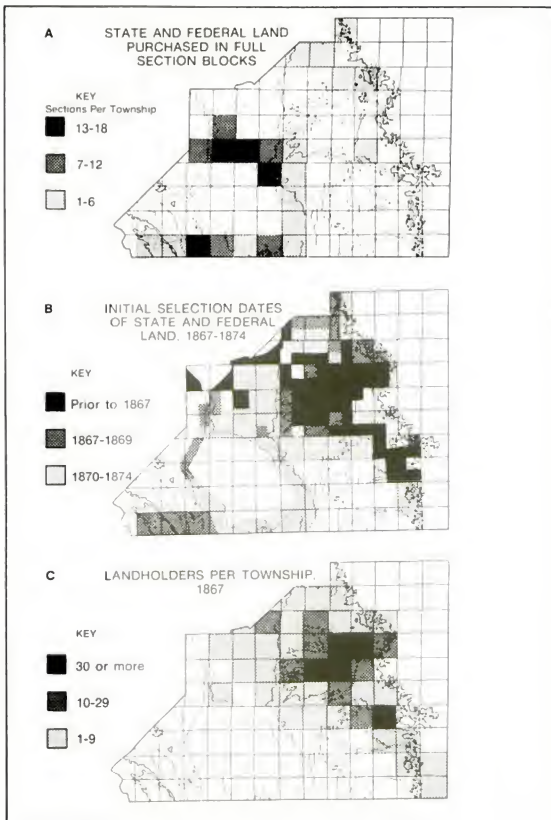 A
STATE AND FEDERAL LAND
PURCHASED IN FULL
SECTION BLOCKS
KEY
Sections Per Township
13-18
7-12
1-6
B
INITIAL SELECTION DATES
OF STATE AND FEDERAL
LAND, 1867-1874
KEY
Prior to 1867
1867-1869
1870-1874
C
LANDHOLDERS PER TOWNSHIP,
1867
KEY
30 or more
10-29
1-9